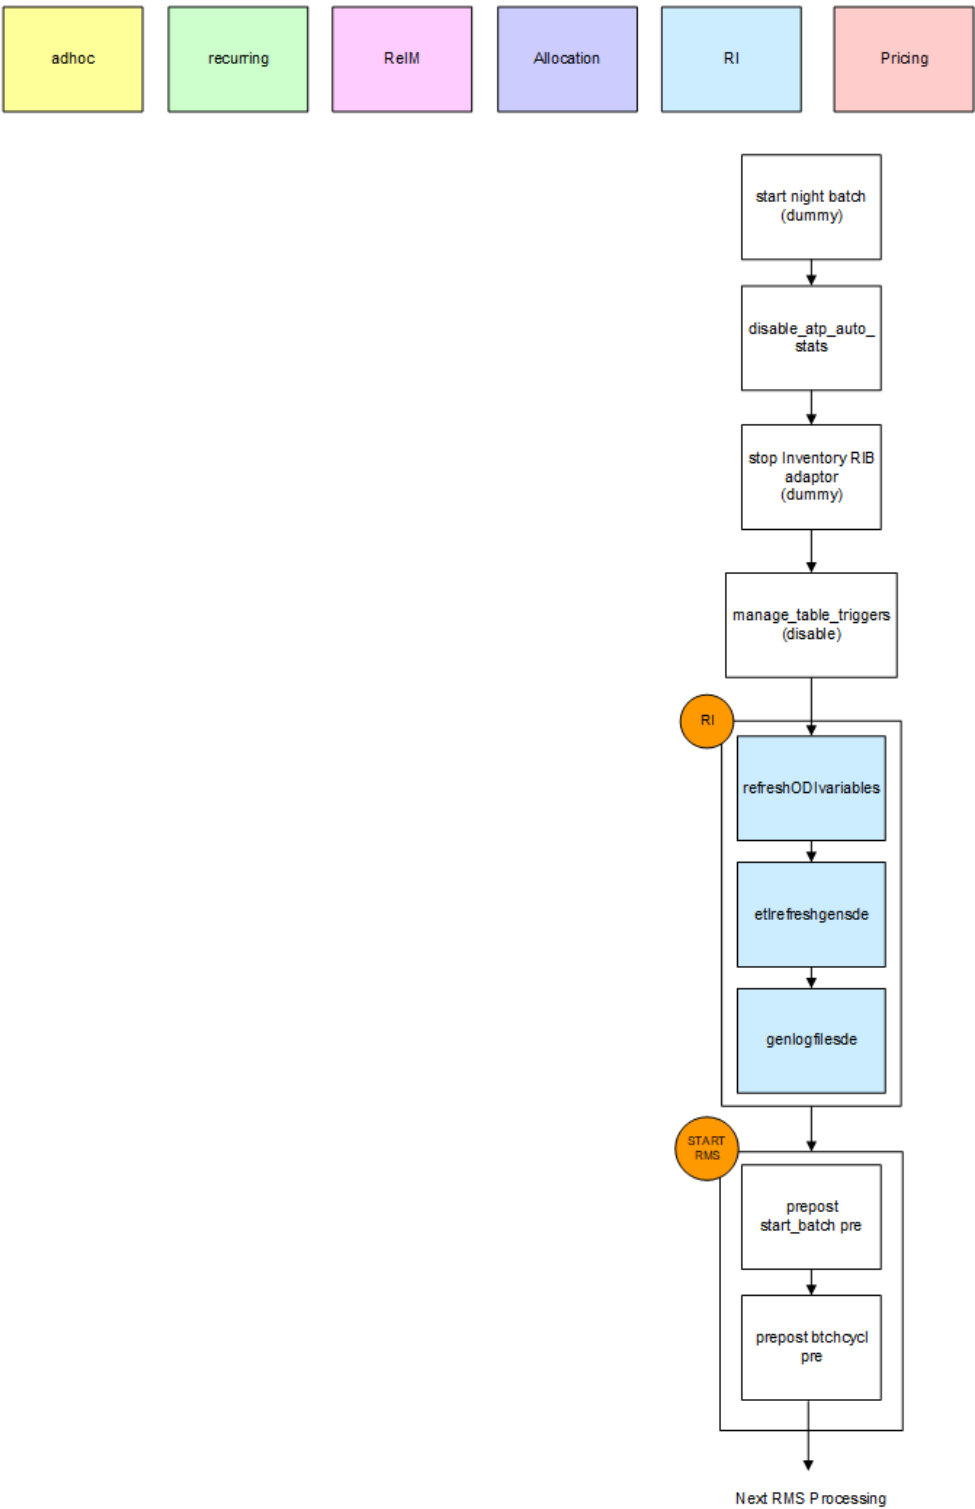 adhoc
recurring
ReIM
Allocation
RI
Pricing
start night batch
(dummy)
disable_atp_auto_
stats
stop Inventory RIB
adaptor
(dummy)
manage_table_triggers
(disable)
RI
refreshODIvariables
etlrefreshgensde
genlogfilesde
START
RMS
prepost
start_batch pre
prepost btchcycl
pre
Next RMS Processing